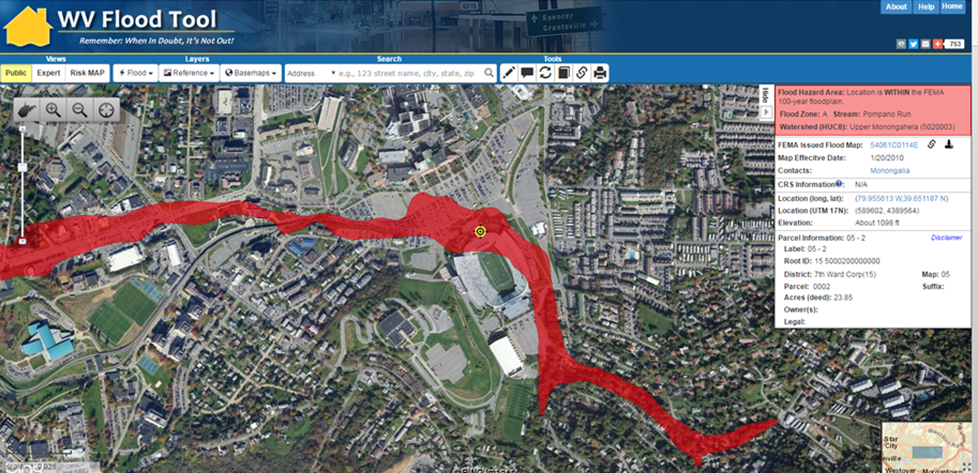 WV Flood Tool
Remember: When In Doubt, It's Not Out!
Spencer
Grantsville
About Help Home
753
Views Layers Search Tools
Public Expert Risk MAP Flood Reference Basemaps Address e.g., 123 street name, city, state, zip
Hide
Flood Hazard Area: Location is WITHIN the FEMA
100-year floodplain.
Flood Zone: A Stream: Pompano Run
Watershed (HUC8): Upper Monongahela (5020003)
FEMA Issued Flood Map: 54061C0114E
Map Effecitve Date: 1/20/2010
Contacts: Monongalia
CRS Information: N/A
Location (long, lat): (79.955613 W,39.651187 N)
Location (UTM 17N): (589602, 4389564)
Elevation: About 1098 ft
Parcel Information: 05 - 2 Disclaimer
Label: 05 - 2
Root ID: 15 5000200000000
District: 7th Ward Corp(15) Map: 05
Parcel: 0002 Suffix:
Acres (deed): 23.85
Owner(s):
Legal:
Star
City
Westover